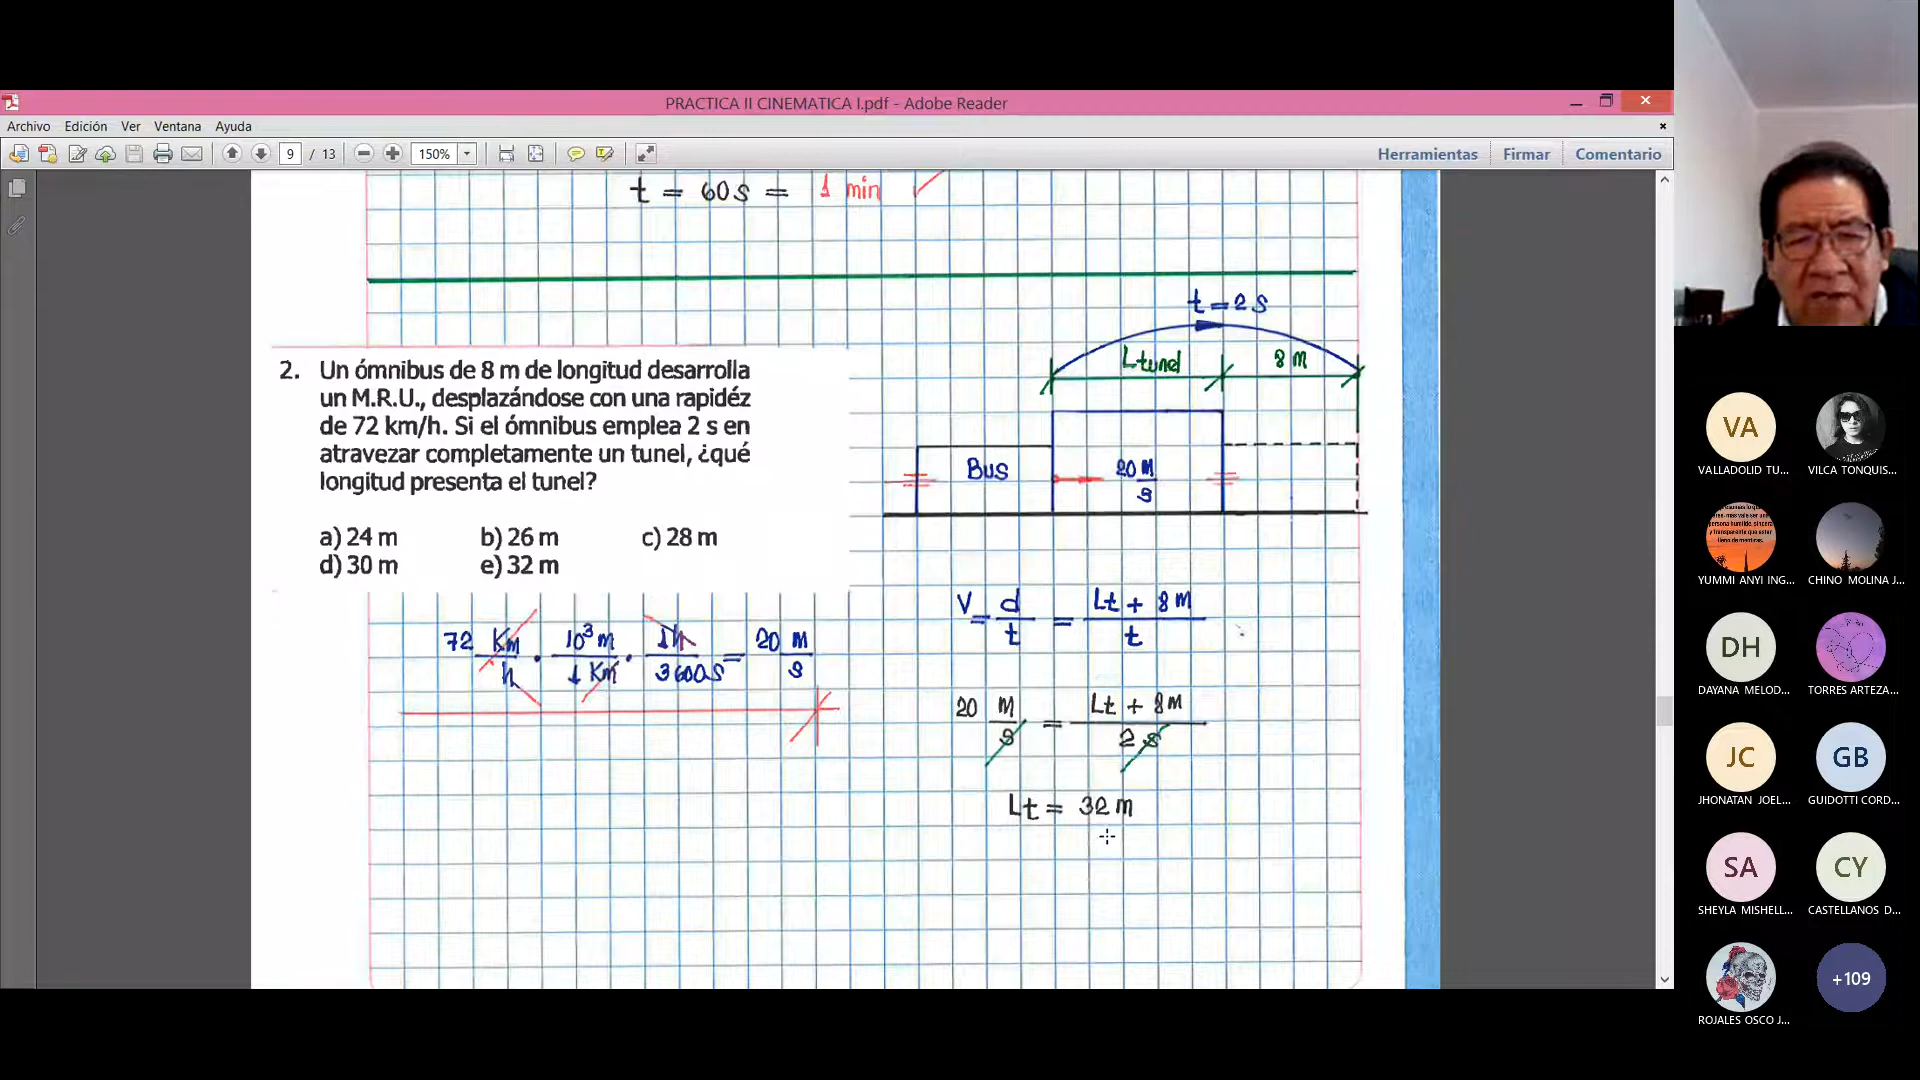 PRACTICA II CINEMATICA I.pdf - Adobe Reader
Archivo Edición Ver Ventana Ayuda
9 / 13 150% Herramientas Firmar Comentario
t = 60 s = 1 min
t = 2 s
Ltunel 8 m
2. Un ómnibus de 8 m de longitud desarrolla
un M.R.U., desplazándose con una rapidéz
de 72 km/h. Si el ómnibus emplea 2 s en
atravezar completamente un tunel, ¿qué
longitud presenta el tunel?
Bus 20 m/s
a) 24 m b) 26 m c) 28 m
d) 30 m e) 32 m
V = d/t = Lt + 8 m/t
72 Km/h . 10³ m/1 Km . 1h/3600s = 20 m/s
20 m/s = Lt + 8 m/2 s
Lt = 32 m
VA
VALLADOLID TU...
VILCA TONQUIS...
YUMMI ANYI ING...
CHINO MOLINA J...
DH
DAYANA MELOD...
TORRES ARTEZA...
JC
JHONATAN JOEL...
GB
GUIDOTTI CORD...
SA
SHEYLA MISHELL...
CY
CASTELLANOS D...
ROJALES OSCO J...
+109